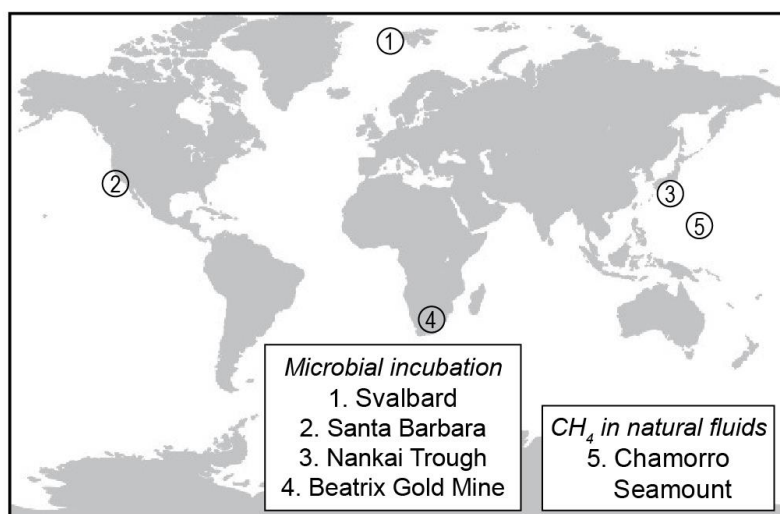 1
2
3
5
4
Microbial incubation
1. Svalbard
2. Santa Barbara
3. Nankai Trough
4. Beatrix Gold Mine
CH₄ in natural fluids
5. Chamorro
Seamount